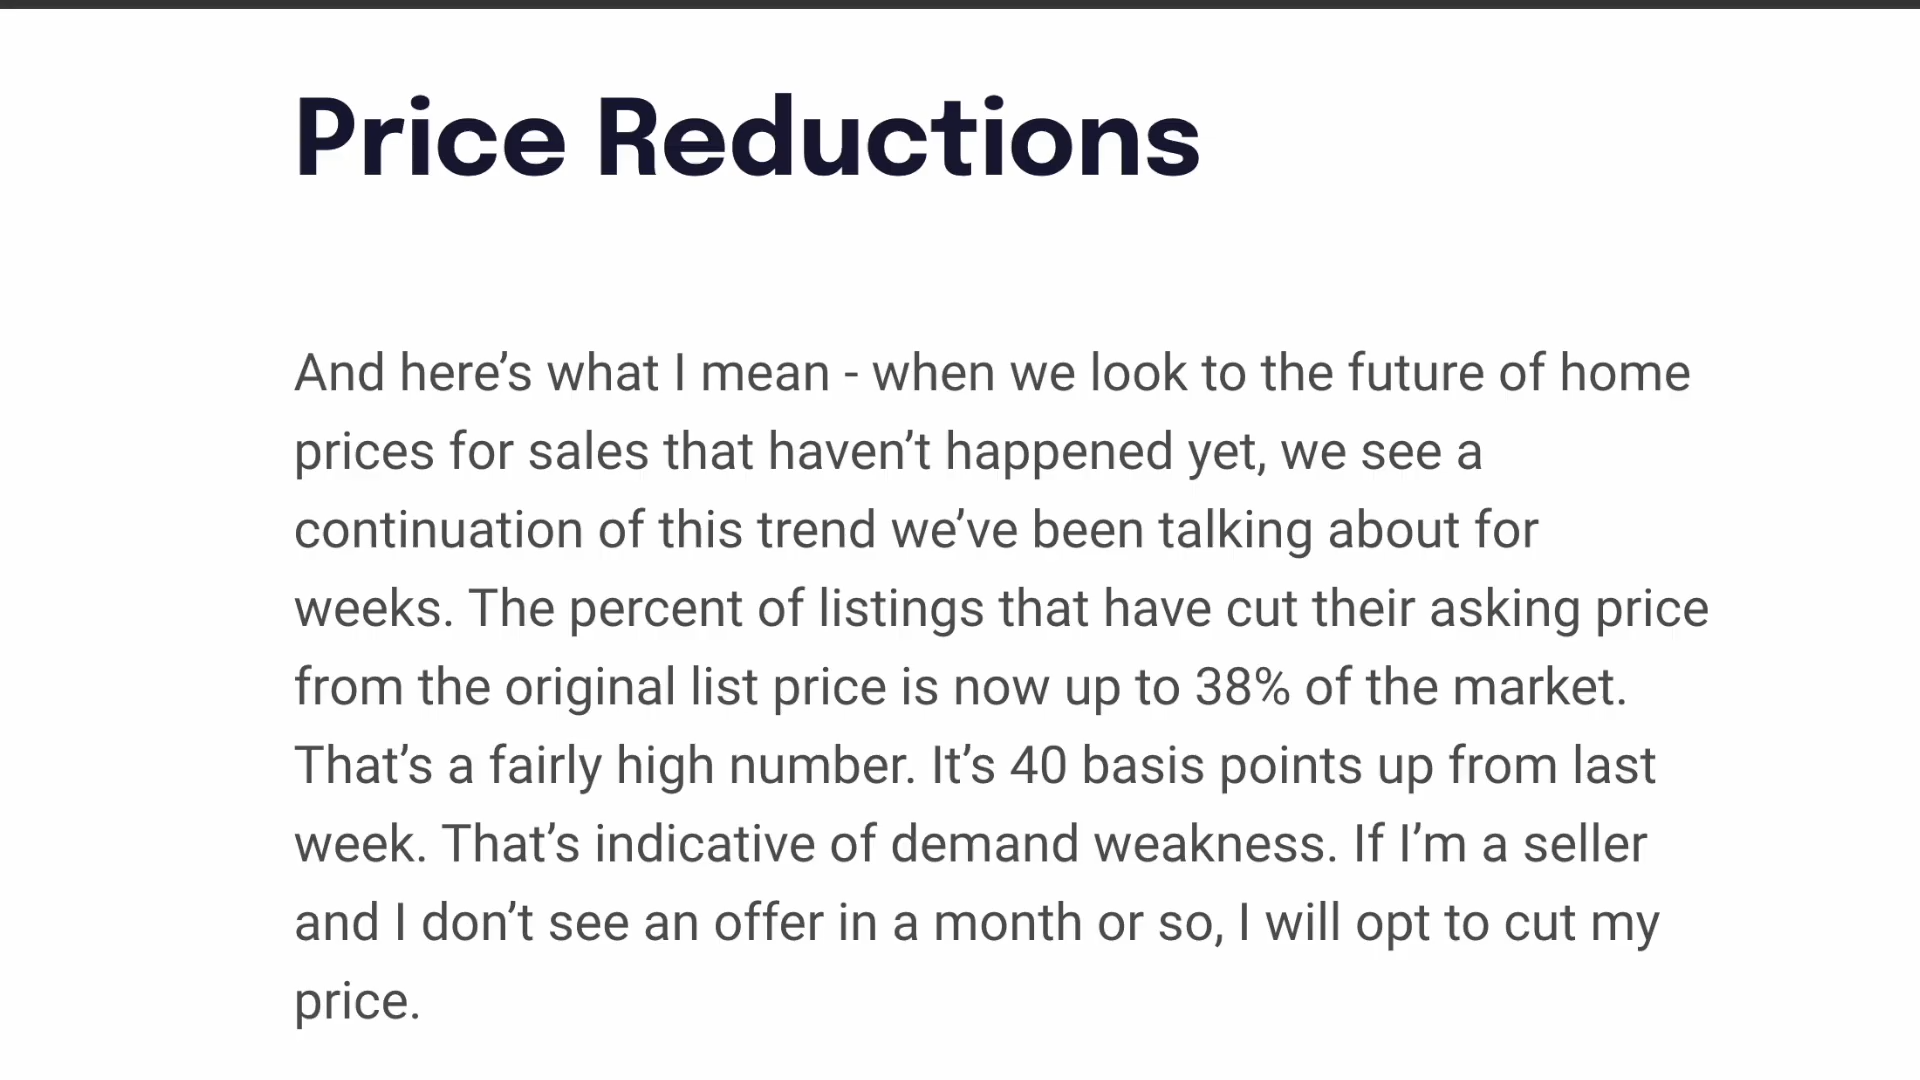 Price Reductions
And here’s what I mean - when we look to the future of home
prices for sales that haven’t happened yet, we see a
continuation of this trend we’ve been talking about for
weeks. The percent of listings that have cut their asking price
from the original list price is now up to 38% of the market.
That’s a fairly high number. It’s 40 basis points up from last
week. That’s indicative of demand weakness. If I’m a seller
and I don’t see an offer in a month or so, I will opt to cut my
price.